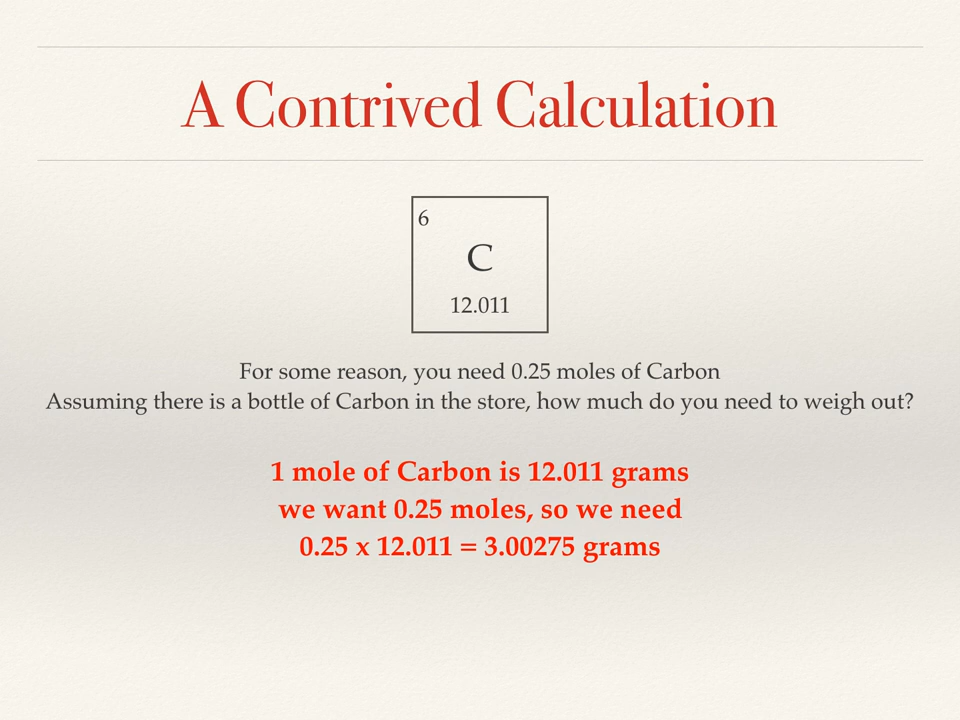 A Contrived Calculation
6
C
12.011
For some reason, you need 0.25 moles of Carbon
Assuming there is a bottle of Carbon in the store, how much do you need to weigh out?
1 mole of Carbon is 12.011 grams
we want 0.25 moles, so we need
0.25 x 12.011 = 3.00275 grams